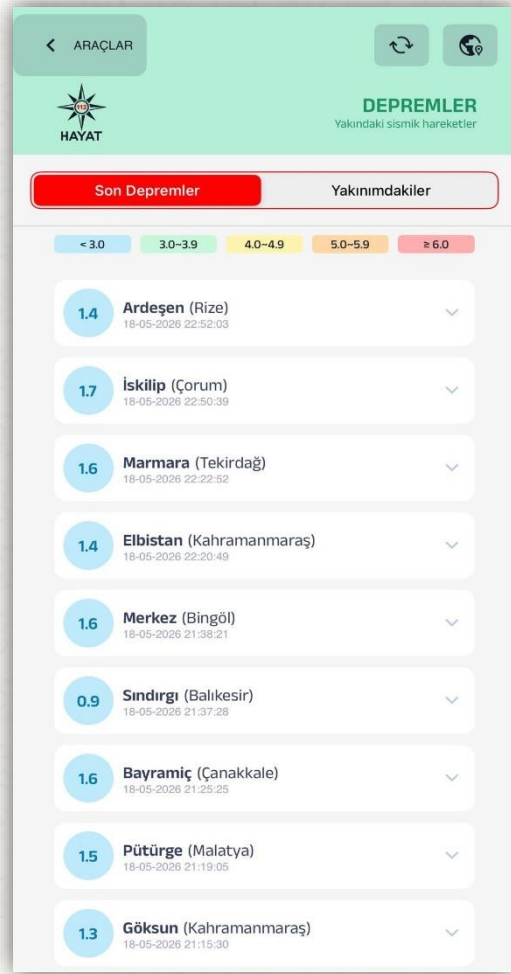 ARAÇLAR
112
HAYAT
DEPREMLER
Yakındaki sismik hareketler
Son Depremler
Yakınımdakiler
< 3.0
3.0~3.9
4.0~4.9
5.0~5.9
≥ 6.0
1.4
Ardeşen (Rize)
18-05-2026 22:52:03
1.7
İskilip (Çorum)
18-05-2026 22:50:39
1.6
Marmara (Tekirdağ)
18-05-2026 22:22:52
1.4
Elbistan (Kahramanmaraş)
18-05-2026 22:20:49
1.6
Merkez (Bingöl)
18-05-2026 21:38:21
0.9
Sındırgı (Balıkesir)
18-05-2026 21:37:28
1.6
Bayramiç (Çanakkale)
18-05-2026 21:25:25
1.5
Pütürge (Malatya)
18-05-2026 21:19:05
1.3
Göksun (Kahramanmaraş)
18-05-2026 21:15:30